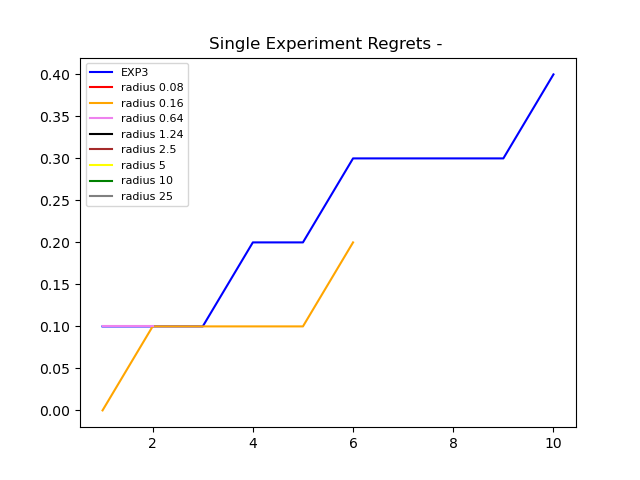 Single Experiment Regrets -
EXP3
radius 0.08
radius 0.16
radius 0.64
radius 1.24
radius 2.5
radius 5
radius 10
radius 25
0.40
0.35
0.30
0.25
0.20
0.15
0.10
0.05
0.00
2 4 6 8 10